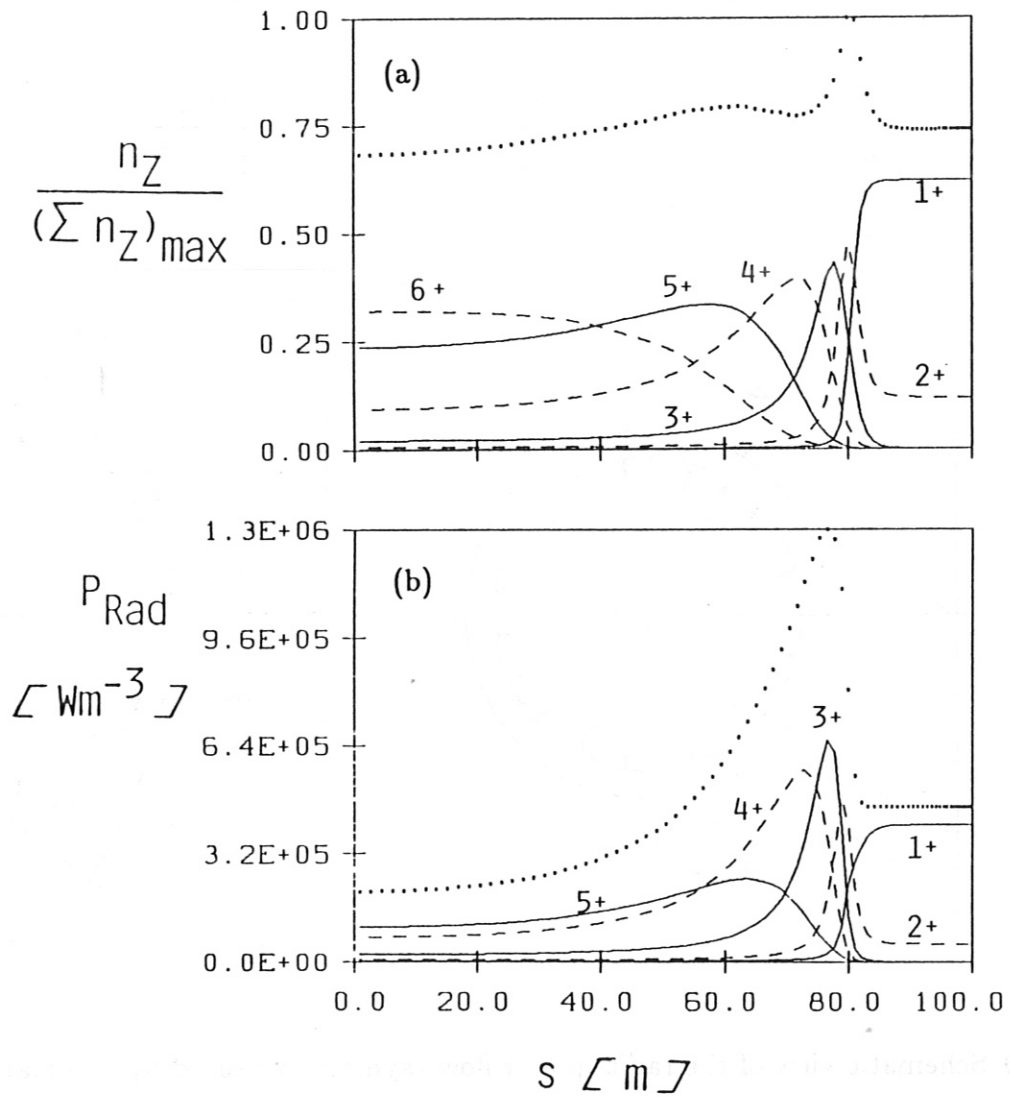 1.00
(a)
0.75
n_Z
(∑ n_Z)_max
0.50
1+
6+
5+
4+
0.25
2+
3+
0.00
1.3E+06
(b)
P_Rad
9.6E+05
[ Wm^-3 ]
6.4E+05
3+
4+
3.2E+05
1+
5+
2+
0.0E+00
0.0 20.0 40.0 60.0 80.0 100.0
s [ m ]